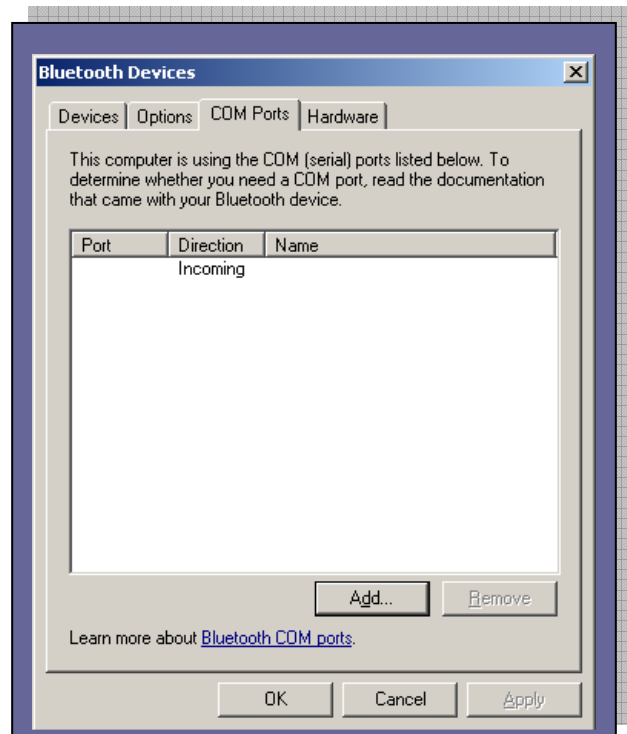 Bluetooth Devices
Devices Options COM Ports Hardware
This computer is using the COM (serial) ports listed below. To
determine whether you need a COM port, read the documentation
that came with your Bluetooth device.
Port Direction Name
Incoming
Add... Remove
Learn more about Bluetooth COM ports.
OK Cancel Apply